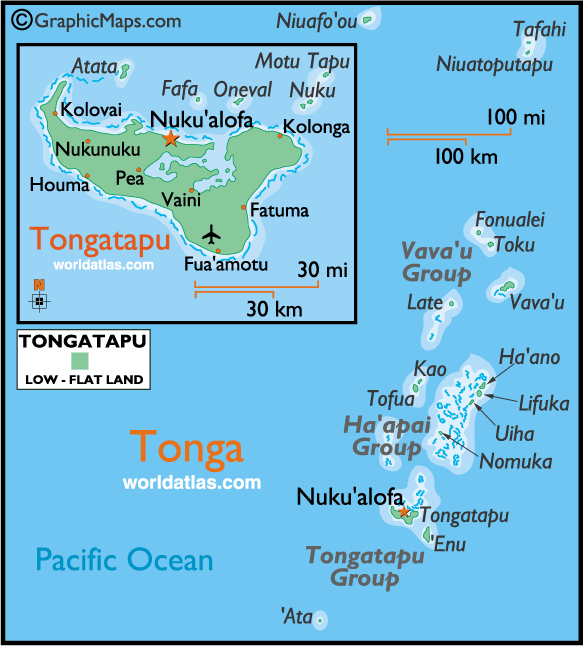 ©GraphicMaps.com
Niuafo'ou
Tafahi
Niuatoputapu
Atata
Fafa
Oneval
Motu Tapu
Nuku
Kolovai
Nuku'alofa
Kolonga
Nukunuku
Houma
Pea
Vaini
Fatuma
Tongatapu
worldatlas.com
Fua'amotu
30 mi
30 km
N
100 mi
100 km
TONGATAPU
LOW - FLAT LAND
Fonualei
Toku
Vava'u
Group
Late
Vava'u
Kao
Tofua
Ha'ano
Lifuka
Uiha
Nomuka
Ha'apai
Group
Tonga
worldatlas.com
Nuku'alofa
Tongatapu
'Enu
Tongatapu
Group
Pacific Ocean
'Ata